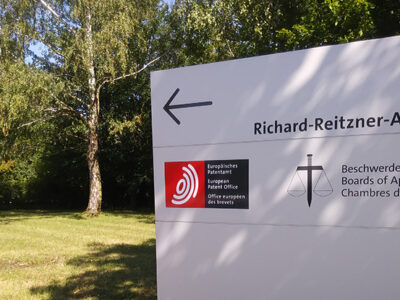 Richard-Reitzner-A
Europäisches
Patentamt
European
Patent Office
Office européen
des brevets
Beschwerde
Boards of Ap
Chambres d